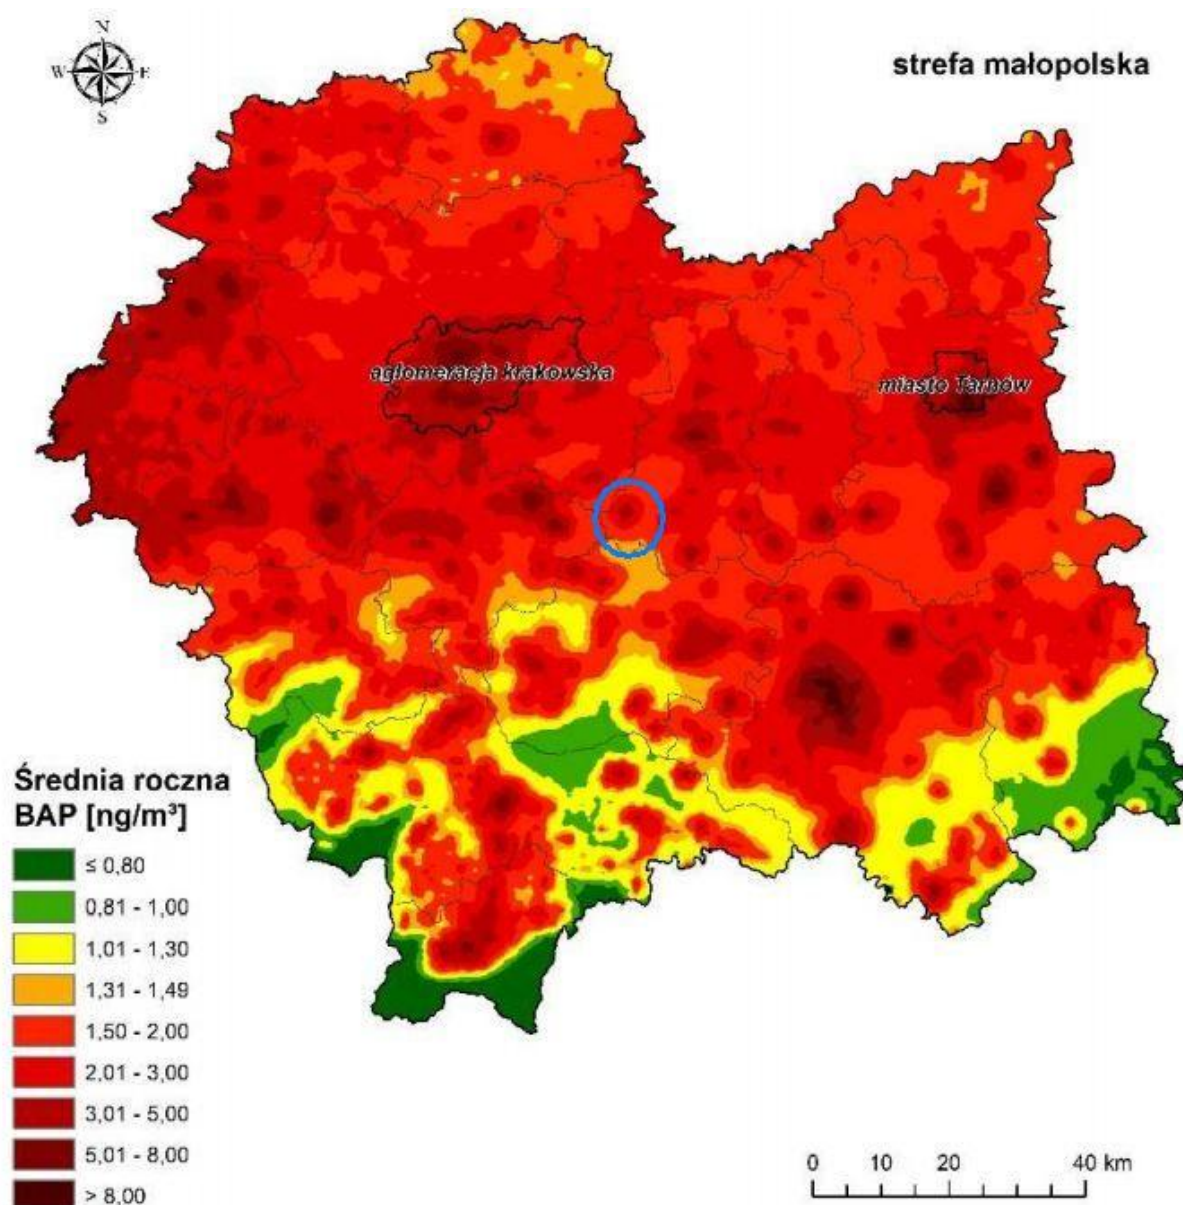 N
W E
S
strefa małopolska
aglomeracja krakowska
miasto Tarnów
Średnia roczna
BAP [ng/m³]
≤ 0,80
0,81 - 1,00
1,01 - 1,30
1,31 - 1,49
1,50 - 2,00
2,01 - 3,00
3,01 - 5,00
5,01 - 8,00
> 8,00
0 10 20 40 km